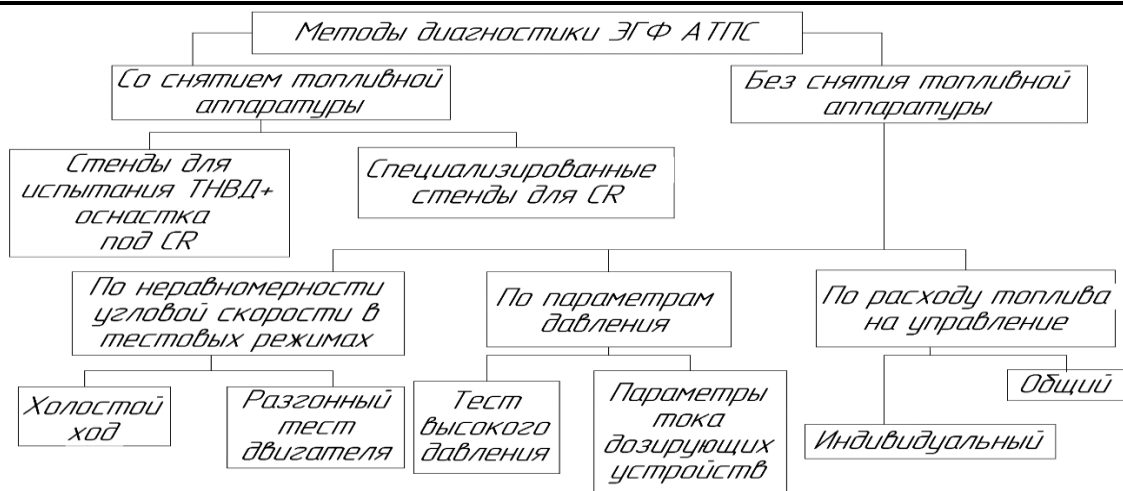 Методы диагностики ЭГФ АТПС
Со снятием топливной
аппаратуры
Без снятия топливной
аппаратуры
Стенды для
испытания ТНВД+
оснастка
под CR
Специализированные
стенды для CR
По неравномерности
угловой скорости в
тестовых режимах
По параметрам
давления
По расходу топлива
на управление
Холостой
ход
Разгонный
тест
двигателя
Тест
высокого
давления
Параметры
тока
дозирующих
устройств
Индивидуальный
Общий